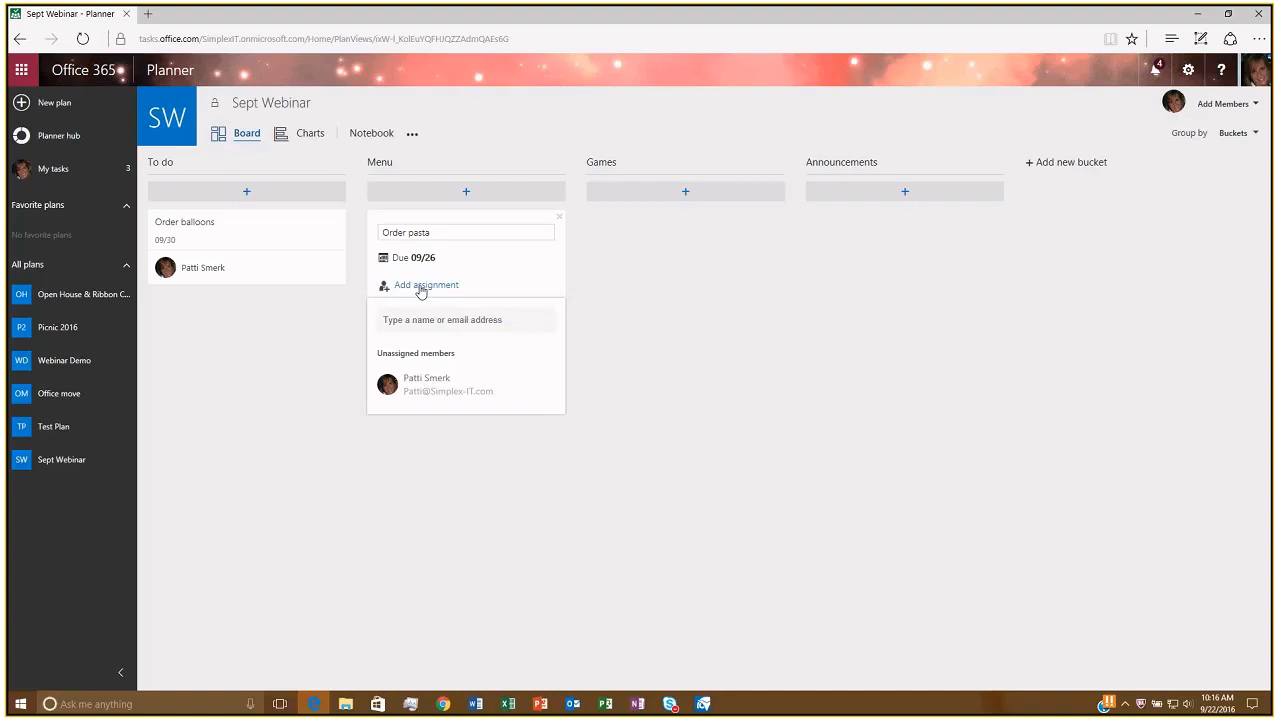 Sept Webinar - Planner
tasks.office.com/SimplexIT.onmicrosoft.com/Home/PlanViews/ixW-l_KolEuYQFHJQZZAdmQAEs6G
Office 365
Planner
4
?
New plan
Planner hub
My tasks 3
Favorite plans
No favorite plans
All plans
OH Open House & Ribbon C...
P2 Picnic 2016
WD Webinar Demo
OM Office move
TP Test Plan
SW Sept Webinar
SW
Sept Webinar
Add Members
Board
Charts
Notebook
Group by Buckets
To do
Order balloons
09/30
Patti Smerk
Menu
Order pasta
Due 09/26
Add assignment
Type a name or email address
Unassigned members
Patti Smerk
Patti@Simplex-IT.com
Games
Announcements
+ Add new bucket
Ask me anything
10:16 AM
9/22/2016